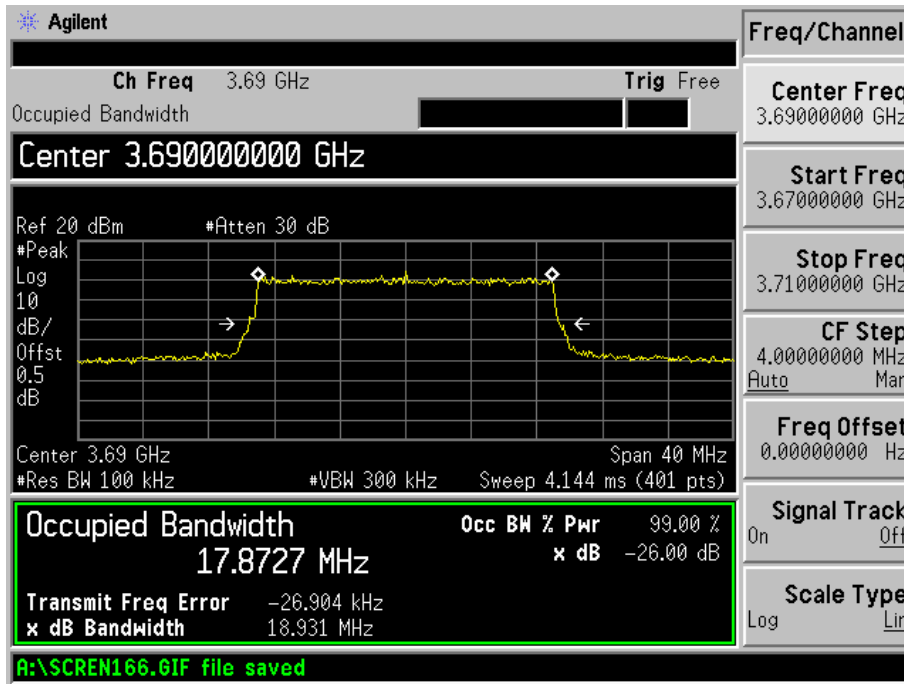 Agilent
Ch Freq 3.69 GHz Trig Free
Occupied Bandwidth
Center 3.690000000 GHz
Ref 20 dBm #Atten 30 dB
#Peak
Log
10
dB/
Offst
0.5
dB
Center 3.69 GHz Span 40 MHz
#Res BW 100 kHz #VBW 300 kHz Sweep 4.144 ms (401 pts)
Occupied Bandwidth Occ BW % Pwr 99.00 %
17.8727 MHz x dB -26.00 dB
Transmit Freq Error -26.904 kHz
x dB Bandwidth 18.931 MHz
A:\SCREN166.GIF file saved
Freq/Channel
Center Freq
3.69000000 GHz
Start Freq
3.67000000 GHz
Stop Freq
3.71000000 GHz
CF Step
4.00000000 MHz
Auto Man
Freq Offset
0.00000000 Hz
Signal Track
On Off
Scale Type
Log Lin